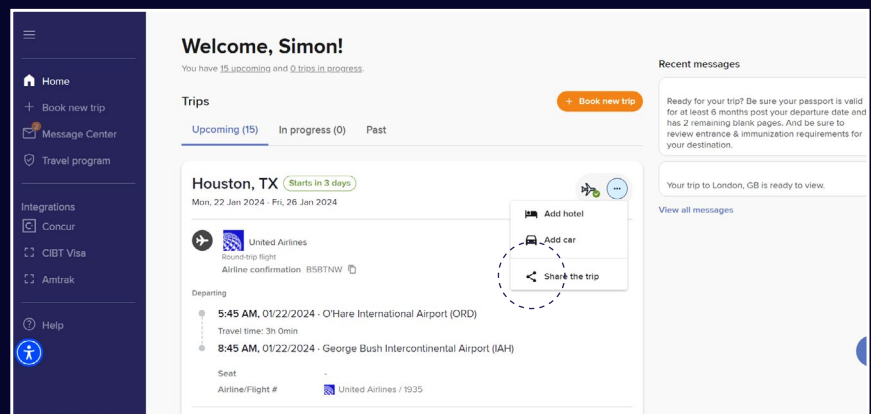 Home
Book new trip
2
Message Center
Travel program
Integrations
Concur
CIBT Visa
Amtrak
Help
Welcome, Simon!
You have 15 upcoming and 0 trips in progress.
Trips
+ Book new trip
Upcoming (15)
In progress (0)
Past
Houston, TX
Starts in 3 days
Mon, 22 Jan 2024 - Fri, 26 Jan 2024
Add hotel
Add car
Share the trip
United Airlines
Round-trip flight
Airline confirmation B5BTNW
Departing
5:45 AM, 01/22/2024 · O'Hare International Airport (ORD)
Travel time: 3h 0min
8:45 AM, 01/22/2024 · George Bush Intercontinental Airport (IAH)
Seat -
Airline/Flight # United Airlines / 1935
Recent messages
Ready for your trip? Be sure your passport is valid
for at least 6 months post your departure date and
has 2 remaining blank pages. And be sure to
review entrance & immunization requirements for
your destination.
Your trip to London, GB is ready to view.
View all messages